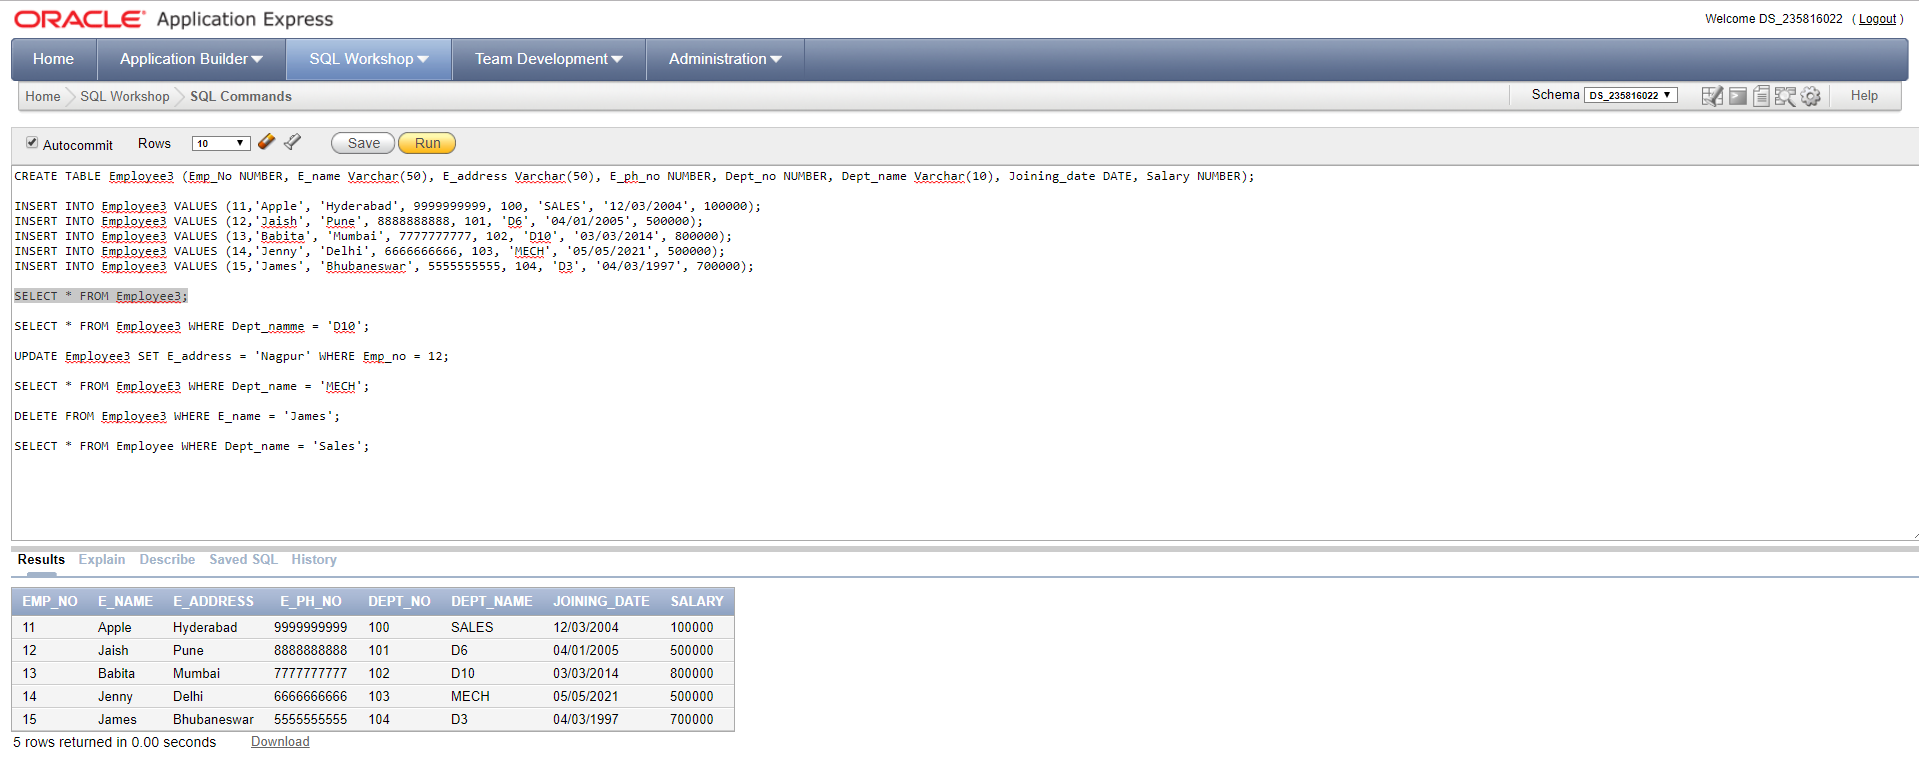 ORACLE Application Express
Welcome DS_235816022 ( Logout )
Home Application Builder SQL Workshop Team Development Administration
Home SQL Workshop SQL Commands Schema DS_235816022 Help
Autocommit Rows 10 Save Run
CREATE TABLE Employee3 (Emp_No NUMBER, E_name Varchar(50), E_address Varchar(50), E_ph_no NUMBER, Dept_no NUMBER, Dept_name Varchar(10), Joining_date DATE, Salary NUMBER);
INSERT INTO Employee3 VALUES (11,'Apple', 'Hyderabad', 9999999999, 100, 'SALES', '12/03/2004', 100000);
INSERT INTO Employee3 VALUES (12,'Jaish', 'Pune', 8888888888, 101, 'D6', '04/01/2005', 500000);
INSERT INTO Employee3 VALUES (13,'Babita', 'Mumbai', 7777777777, 102, 'D10', '03/03/2014', 800000);
INSERT INTO Employee3 VALUES (14,'Jenny', 'Delhi', 6666666666, 103, 'MECH', '05/05/2021', 500000);
INSERT INTO Employee3 VALUES (15,'James', 'Bhubaneswar', 5555555555, 104, 'D3', '04/03/1997', 700000);
SELECT * FROM Employee3;
SELECT * FROM Employee3 WHERE Dept_namme = 'D10';
UPDATE Employee3 SET E_address = 'Nagpur' WHERE Emp_no = 12;
SELECT * FROM EmployeE3 WHERE Dept_name = 'MECH';
DELETE FROM Employee3 WHERE E_name = 'James';
SELECT * FROM Employee WHERE Dept_name = 'Sales';
Results Explain Describe Saved SQL History
EMP_NO E_NAME E_ADDRESS E_PH_NO DEPT_NO DEPT_NAME JOINING_DATE SALARY
11 Apple Hyderabad 9999999999 100 SALES 12/03/2004 100000
12 Jaish Pune 8888888888 101 D6 04/01/2005 500000
13 Babita Mumbai 7777777777 102 D10 03/03/2014 800000
14 Jenny Delhi 6666666666 103 MECH 05/05/2021 500000
15 James Bhubaneswar 5555555555 104 D3 04/03/1997 700000
5 rows returned in 0.00 seconds Download